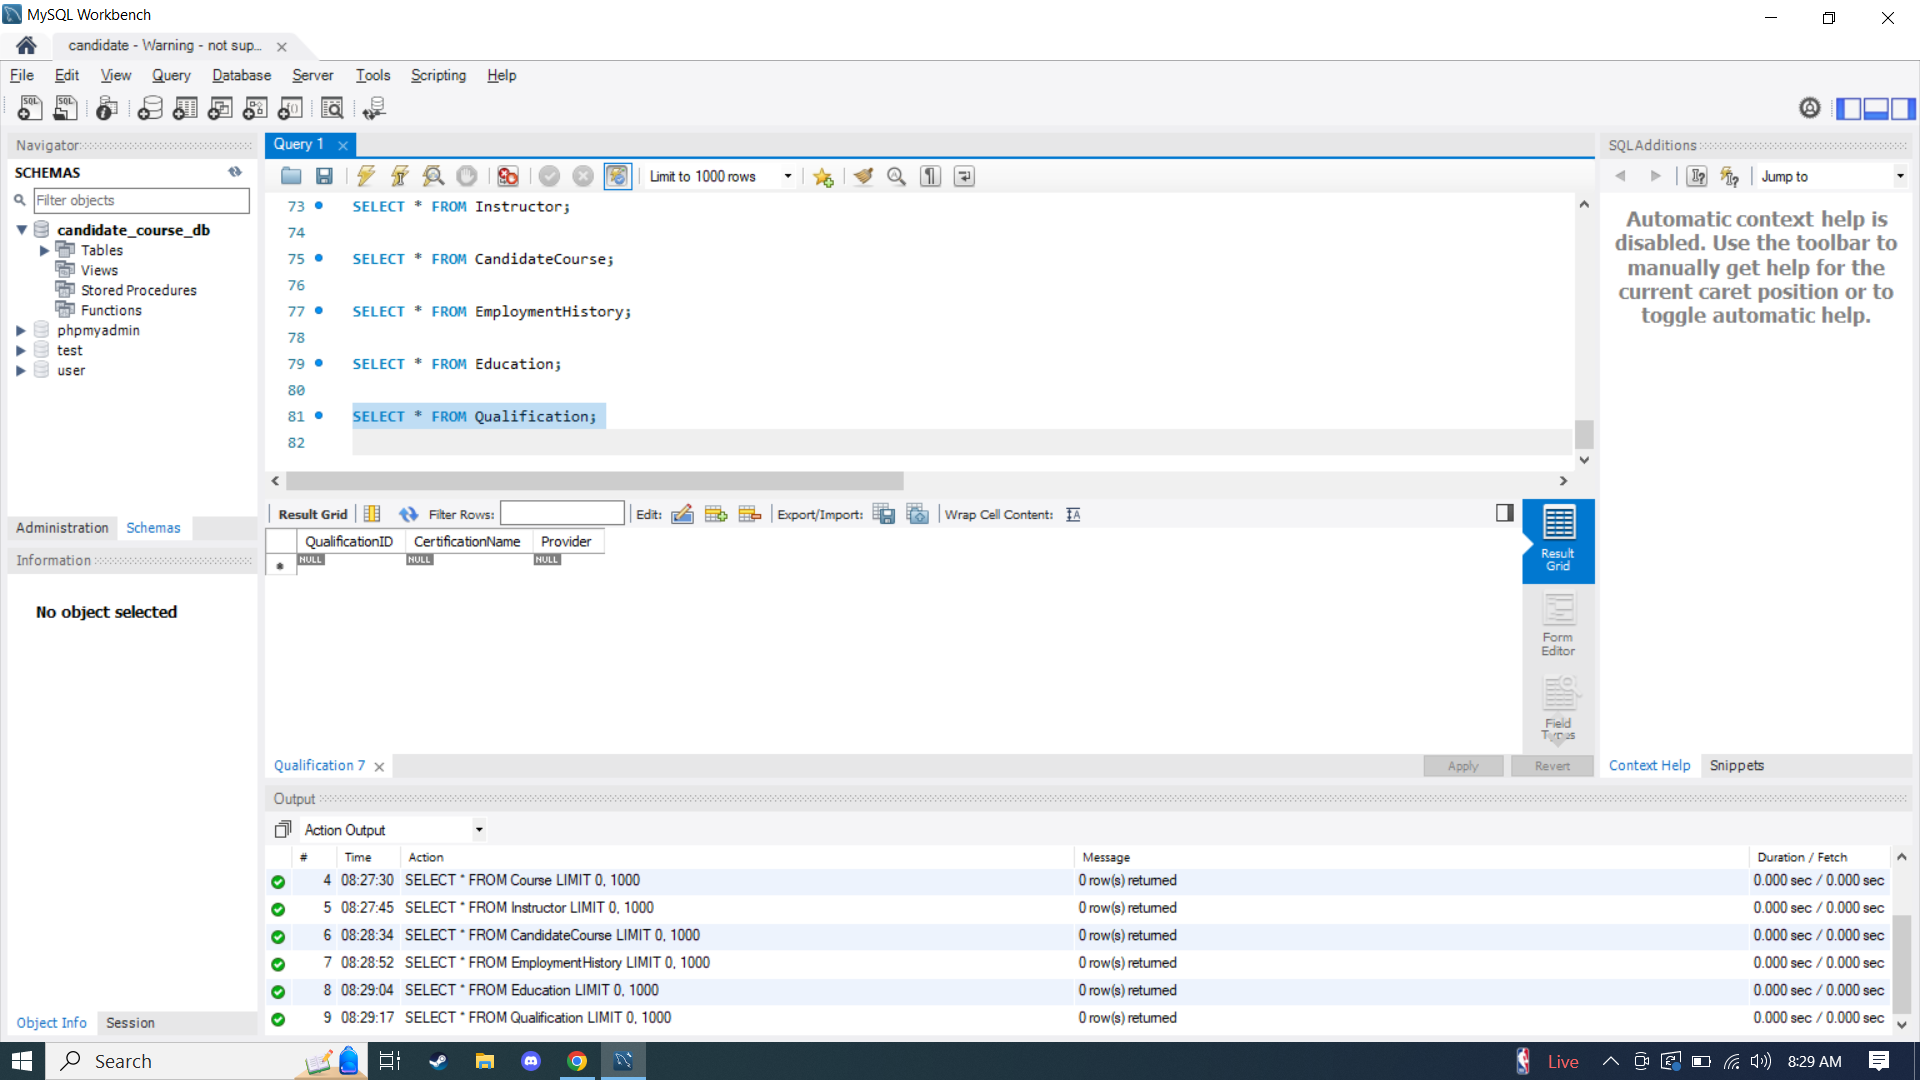 MySQL Workbench
candidate - Warning - not sup...
File Edit View Query Database Server Tools Scripting Help
Navigator
SCHEMAS
Filter objects
candidate_course_db
Tables
Views
Stored Procedures
Functions
phpmyadmin
test
user
Administration Schemas
Information
No object selected
Object Info Session
Query 1
Limit to 1000 rows
73 SELECT * FROM Instructor;
74
75 SELECT * FROM CandidateCourse;
76
77 SELECT * FROM EmploymentHistory;
78
79 SELECT * FROM Education;
80
81 SELECT * FROM Qualification;
82
Result Grid Filter Rows: Edit: Export/Import: Wrap Cell Content:
QualificationID CertificationName Provider
NULL NULL NULL
Result
Grid
Form
Editor
Field
Types
Qualification 7
Apply Revert
SQLAdditions
Jump to
Automatic context help is
disabled. Use the toolbar to
manually get help for the
current caret position or to
toggle automatic help.
Context Help Snippets
Output
Action Output
# Time Action Message Duration / Fetch
4 08:27:30 SELECT * FROM Course LIMIT 0, 1000 0 row(s) returned 0.000 sec / 0.000 sec
5 08:27:45 SELECT * FROM Instructor LIMIT 0, 1000 0 row(s) returned 0.000 sec / 0.000 sec
6 08:28:34 SELECT * FROM CandidateCourse LIMIT 0, 1000 0 row(s) returned 0.000 sec / 0.000 sec
7 08:28:52 SELECT * FROM EmploymentHistory LIMIT 0, 1000 0 row(s) returned 0.000 sec / 0.000 sec
8 08:29:04 SELECT * FROM Education LIMIT 0, 1000 0 row(s) returned 0.000 sec / 0.000 sec
9 08:29:17 SELECT * FROM Qualification LIMIT 0, 1000 0 row(s) returned 0.000 sec / 0.000 sec
Search
Live
8:29 AM